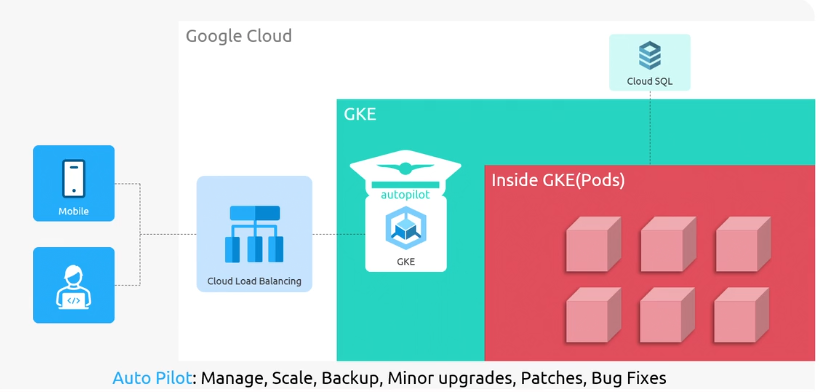 Google Cloud
Cloud SQL
GKE
autopilot
Inside GKE(Pods)
Mobile
Cloud Load Balancing
GKE
</>
Auto Pilot: Manage, Scale, Backup, Minor upgrades, Patches, Bug Fixes